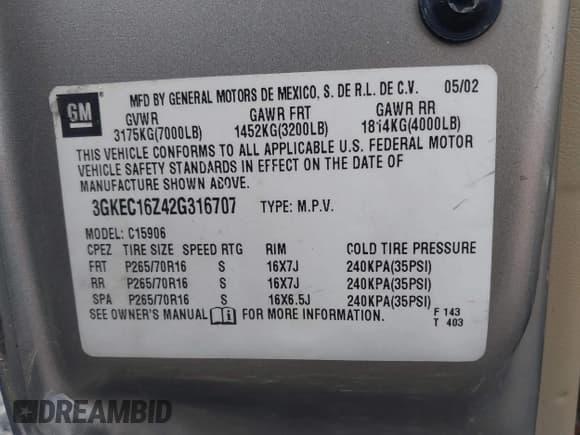 GM
MFD BY GENERAL MOTORS DE MEXICO, S. DE R.L. DE C.V. 05/02
GVWR GAWR FRT GAWR RR
3175KG(7000LB) 1452KG(3200LB) 1814KG(4000LB)
THIS VEHICLE CONFORMS TO ALL APPLICABLE U.S. FEDERAL MOTOR
VEHICLE SAFETY STANDARDS IN EFFECT ON THE DATE OF
MANUFACTURE SHOWN ABOVE.
3GKEC16Z42G316707 TYPE: M.P.V.
MODEL: C15906
CPEZ TIRE SIZE SPEED RTG RIM COLD TIRE PRESSURE
FRT P265/70R16 S 16X7J 240KPA(35PSI)
RR P265/70R16 S 16X7J 240KPA(35PSI)
SPA P265/70R16 S 16X6.5J 240KPA(35PSI)
SEE OWNER'S MANUAL FOR MORE INFORMATION. F 143
T 403
DREAMBID